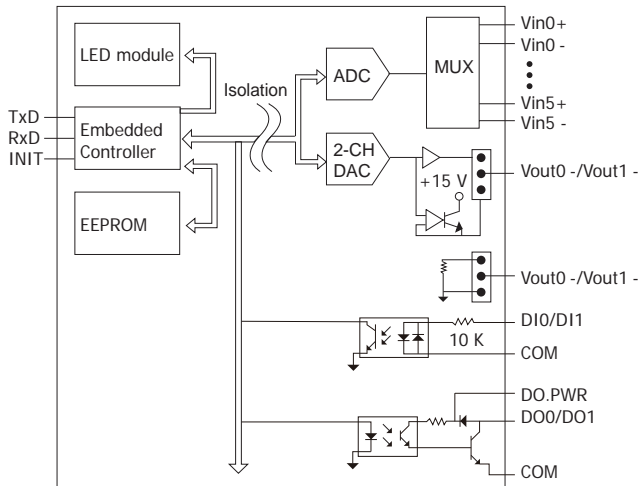 LED module
Isolation
ADC
MUX
Vin0+
Vin0 -
Vin5+
Vin5 -
TxD
RxD
INIT
Embedded
Controller
2-CH
DAC
+15 V
Vout0 -/Vout1 -
EEPROM
Vout0 -/Vout1 -
DI0/DI1
10 K
COM
DO.PWR
DO0/DO1
COM